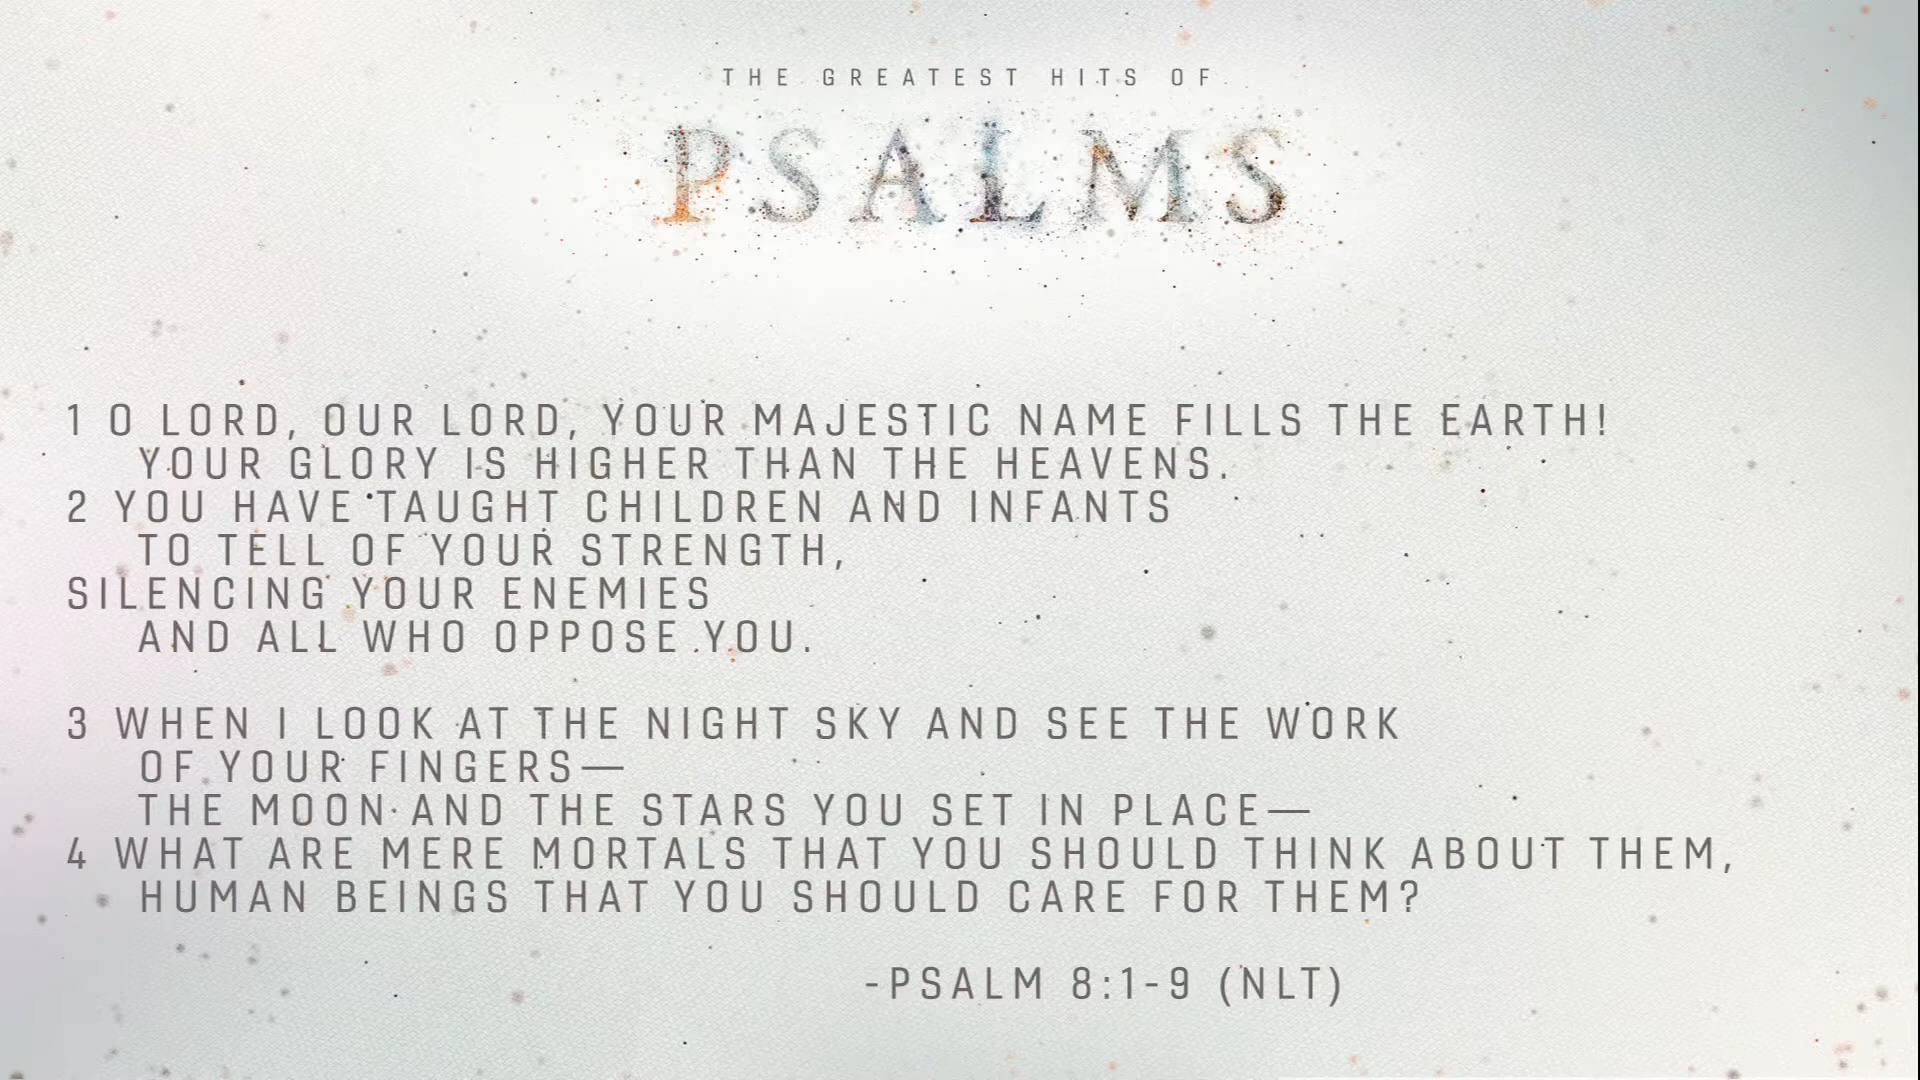 THE GREATEST HITS OF
PSALMS
1 O LORD, OUR LORD, YOUR MAJESTIC NAME FILLS THE EARTH!
YOUR GLORY IS HIGHER THAN THE HEAVENS.
2 YOU HAVE TAUGHT CHILDREN AND INFANTS
TO TELL OF YOUR STRENGTH,
SILENCING YOUR ENEMIES
AND ALL WHO OPPOSE YOU.
3 WHEN I LOOK AT THE NIGHT SKY AND SEE THE WORK
OF YOUR FINGERS—
THE MOON AND THE STARS YOU SET IN PLACE—
4 WHAT ARE MERE MORTALS THAT YOU SHOULD THINK ABOUT THEM,
HUMAN BEINGS THAT YOU SHOULD CARE FOR THEM?
-PSALM 8:1-9 (NLT)